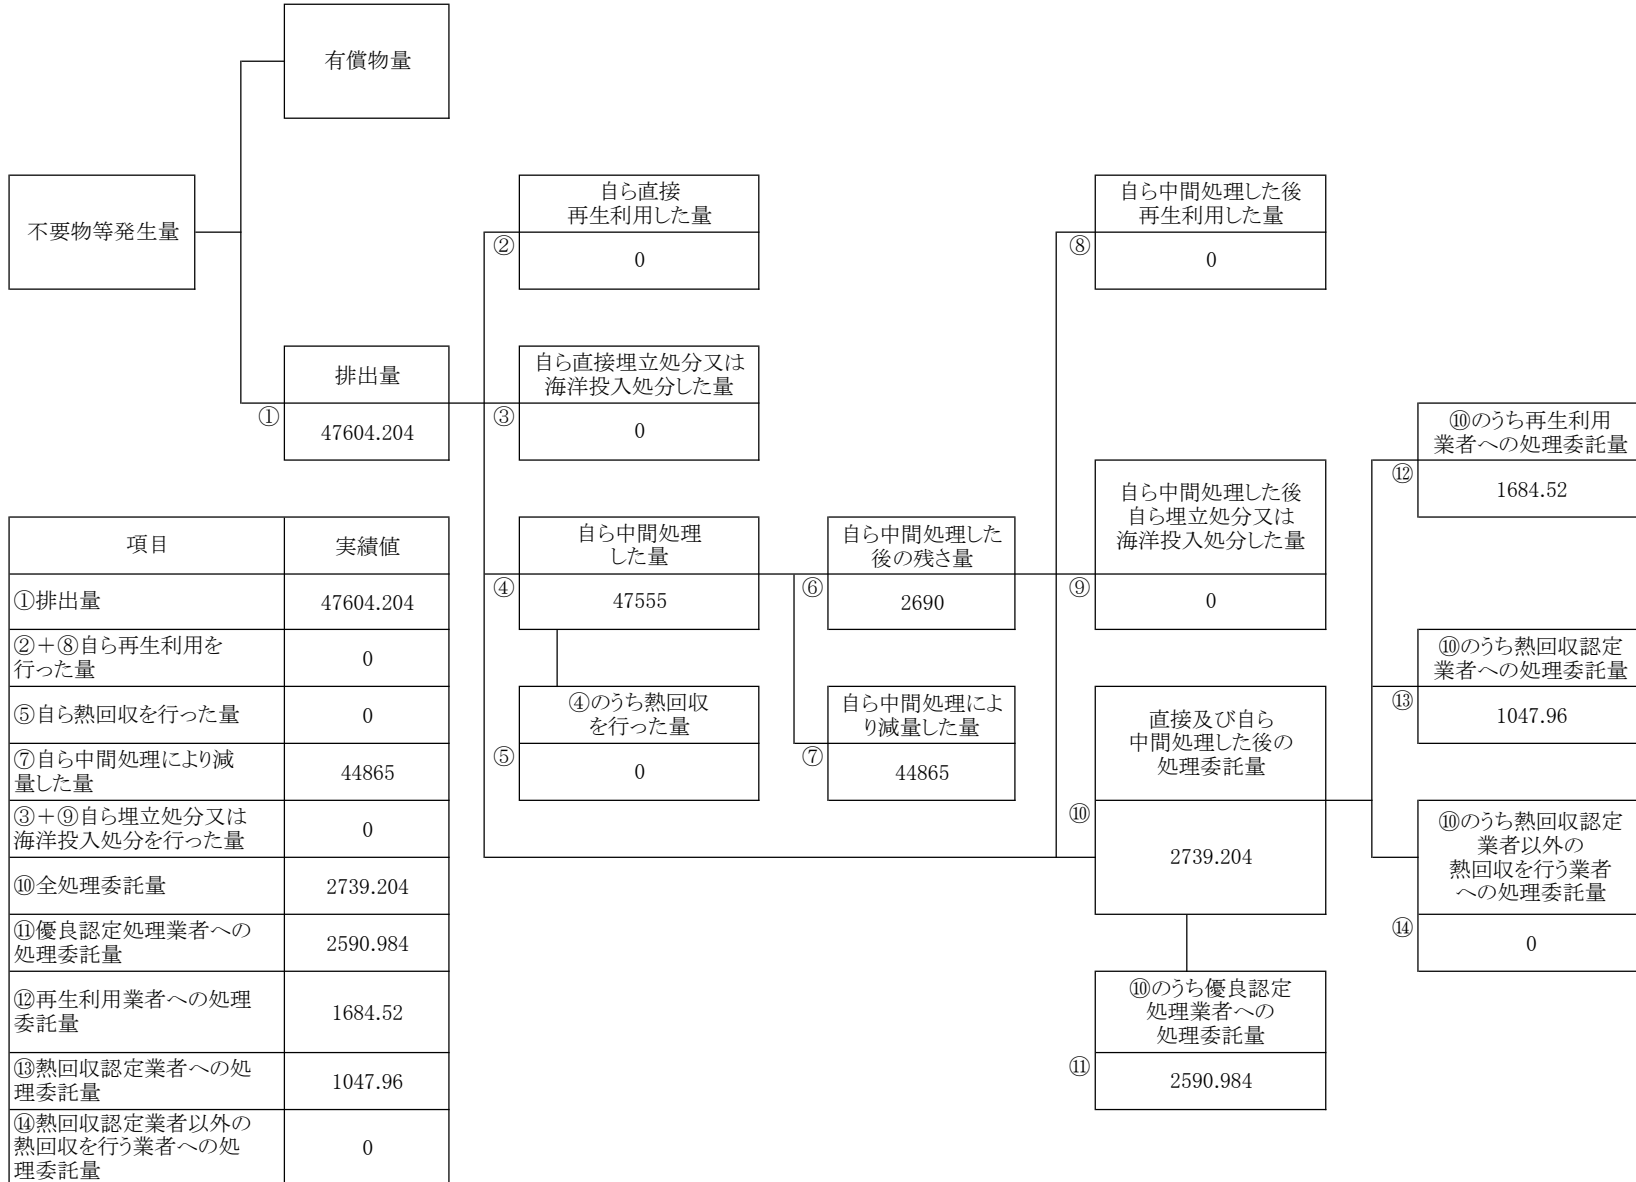 有償物量
不要物等発生量
自ら直接
再生利用した量
②
0
自ら中間処理した後
再生利用した量
⑧
0
排出量
①
47604.204
自ら直接埋立処分又は
海洋投入処分した量
③
0
⑩のうち再生利用
業者への処理委託量
⑫
1684.52
自ら中間処理
した量
④
47555
自ら中間処理した
後の残さ量
⑥
2690
自ら中間処理した後
自ら埋立処分又は
海洋投入処分した量
⑨
0
⑩のうち熱回収認定
業者への処理委託量
⑬
1047.96
④のうち熱回収
を行った量
⑤
0
自ら中間処理によ
り減量した量
⑦
44865
直接及び自ら
中間処理した後の
処理委託量
⑩
2739.204
⑩のうち熱回収認定
業者以外の
熱回収を行う業者
への処理委託量
⑭
0
⑩のうち優良認定
処理業者への
処理委託量
⑪
2590.984
項目 実績値
①排出量 47604.204
②+⑧自ら再生利用を
行った量 0
⑤自ら熱回収を行った量 0
⑦自ら中間処理により減
量した量 44865
③+⑨自ら埋立処分又は
海洋投入処分を行った量 0
⑩全処理委託量 2739.204
⑪優良認定処理業者への
処理委託量 2590.984
⑫再生利用業者への処理
委託量 1684.52
⑬熱回収認定業者への処
理委託量 1047.96
⑭熱回収認定業者以外の
熱回収を行う業者への処
理委託量 0